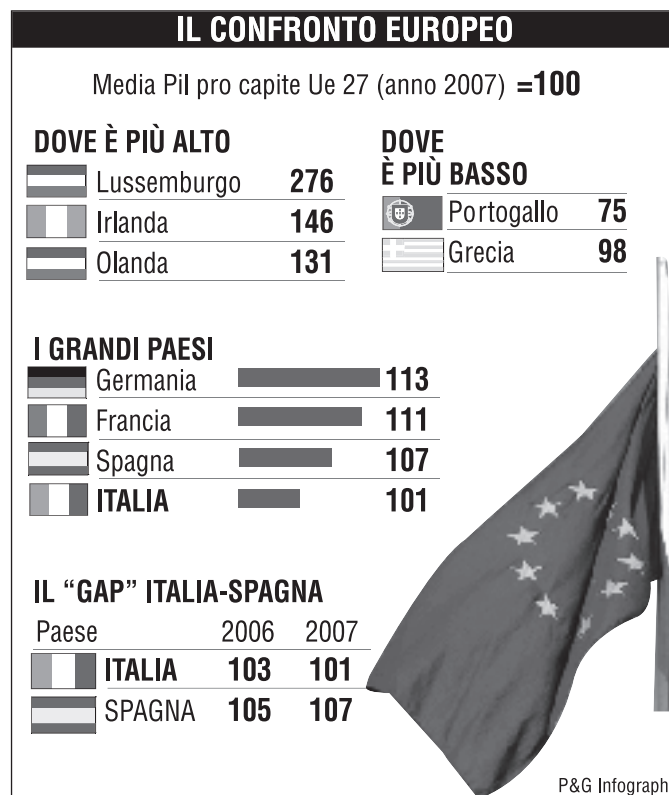 IL CONFRONTO EUROPEO
Media Pil pro capite Ue 27 (anno 2007) =100
DOVE È PIÙ ALTO
Lussemburgo 276
Irlanda 146
Olanda 131
DOVE
È PIÙ BASSO
Portogallo 75
Grecia 98
I GRANDI PAESI
Germania 113
Francia 111
Spagna 107
ITALIA 101
IL “GAP” ITALIA-SPAGNA
Paese 2006 2007
ITALIA 103 101
SPAGNA 105 107
P&G Infograph